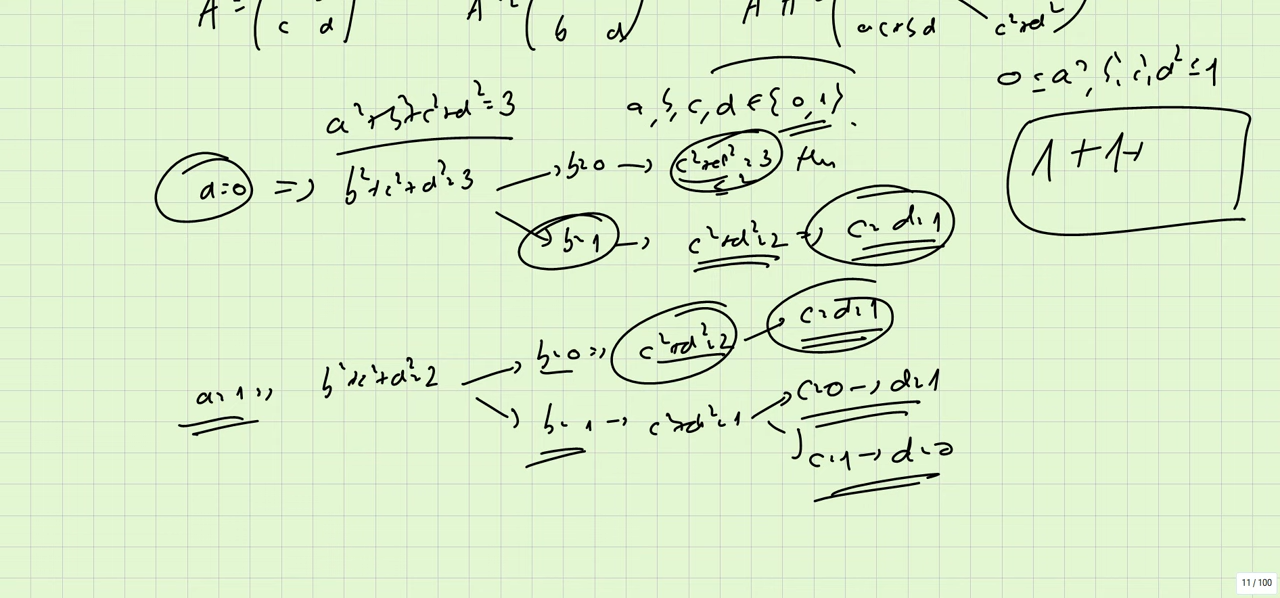 A = ( c d ) A = ( b d ) A A = ( ac+bd c²+d² )
0 ≤ a², b², c², d² ≤ 1
a²+b²+c²+d²=3 a, b, c, d ∈ {0, 1}
1 + 1 +
a=0 => b²+c²+d²=3 → b=0 → c²+d²=3
≤ 2
b=1 → c²+d²=2 → c=d=1
a=1 => b²+c²+d²=2 → b=0 => c²+d²=2 → c=d=1
b=1 → c²+d²=1 → c=0 → d=1
c=1 → d=0
11 / 100